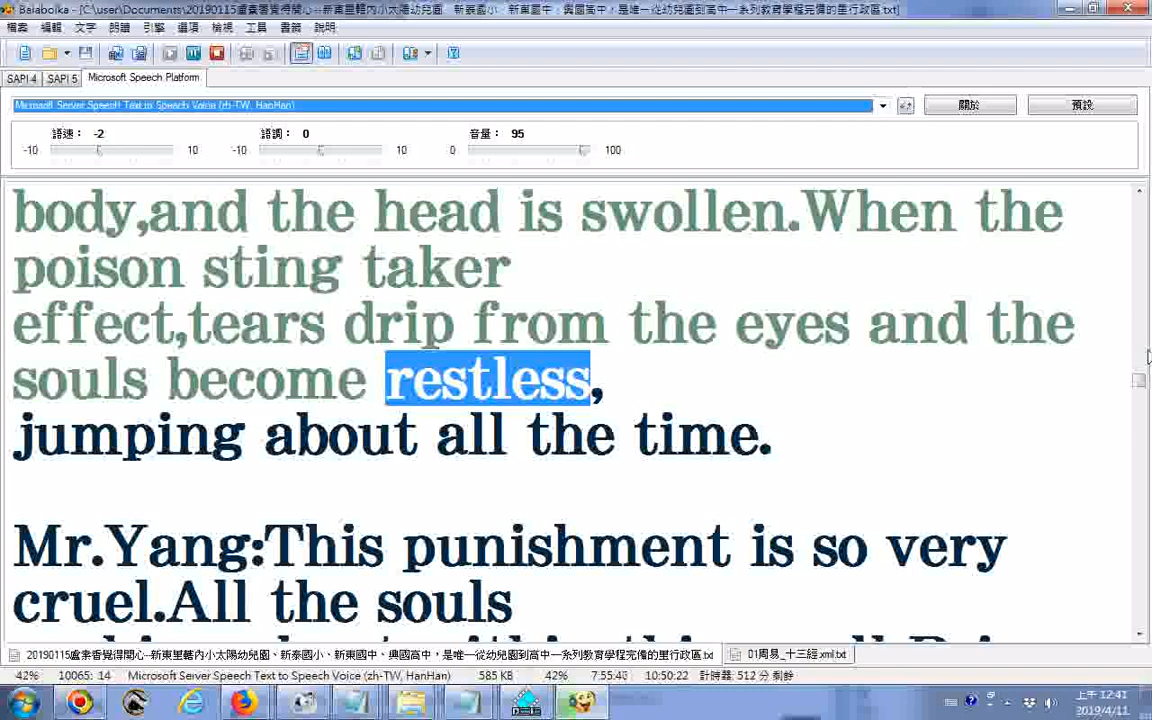 Balabolka - [C:\user\Documents\20190115盧素香覺得開心--新東里轄內小太陽幼兒園、新泰國小、新東國中、興國高中，是唯一從幼兒園到高中一系列教育學程完備的里行政區.txt]
檔案 編輯 文字 朗讀 引擎 選項 檢視 工具 書籤 說明
SAPI 4 SAPI 5 Microsoft Speech Platform
Microsoft Server Speech Text to Speech Voice (zh-TW, HanHan)
關於 預設
語速： -2 語調： 0 音量： 95
-10 10 -10 10 0 100
body,and the head is swollen.When the
poison sting taker
effect,tears drip from the eyes and the
souls become restless,
jumping about all the time.
Mr.Yang:This punishment is so very
cruel.All the souls
20190115盧素香覺得開心--新東里轄內小太陽幼兒園、新泰國小、新東國中、興國高中，是唯一從幼兒園到高中一系列教育學程完備的里行政區.txt 01周易_十三經.xml.txt
42% 10065: 14 Microsoft Server Speech Text to Speech Voice (zh-TW, HanHan) 585 KB 42% 7:55:43 10:50:22 計時器: 512 分 剩餘
上午 12:41
2019/4/11